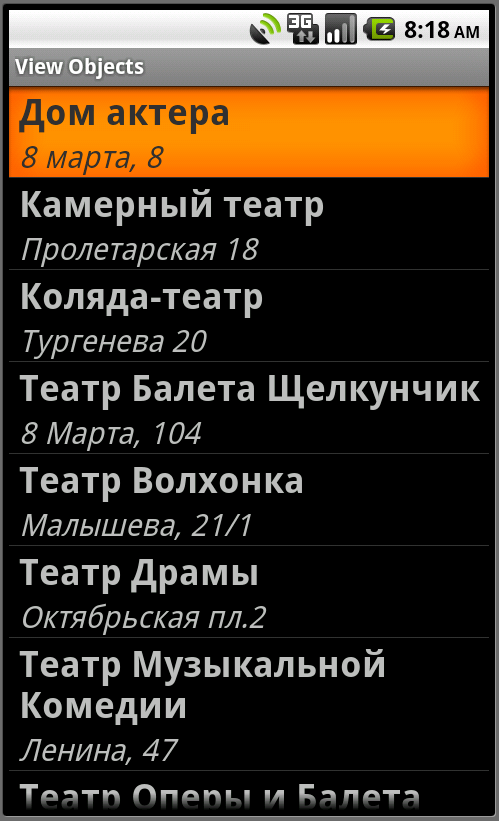 3G 8:18 AM
View Objects
Дом актера
8 марта, 8
Камерный театр
Пролетарская 18
Коляда-театр
Тургенева 20
Театр Балета Щелкунчик
8 Марта, 104
Театр Волхонка
Малышева, 21/1
Театр Драмы
Октябрьская пл.2
Театр Музыкальной
Комедии
Ленина, 47
Театр Оперы и Балета